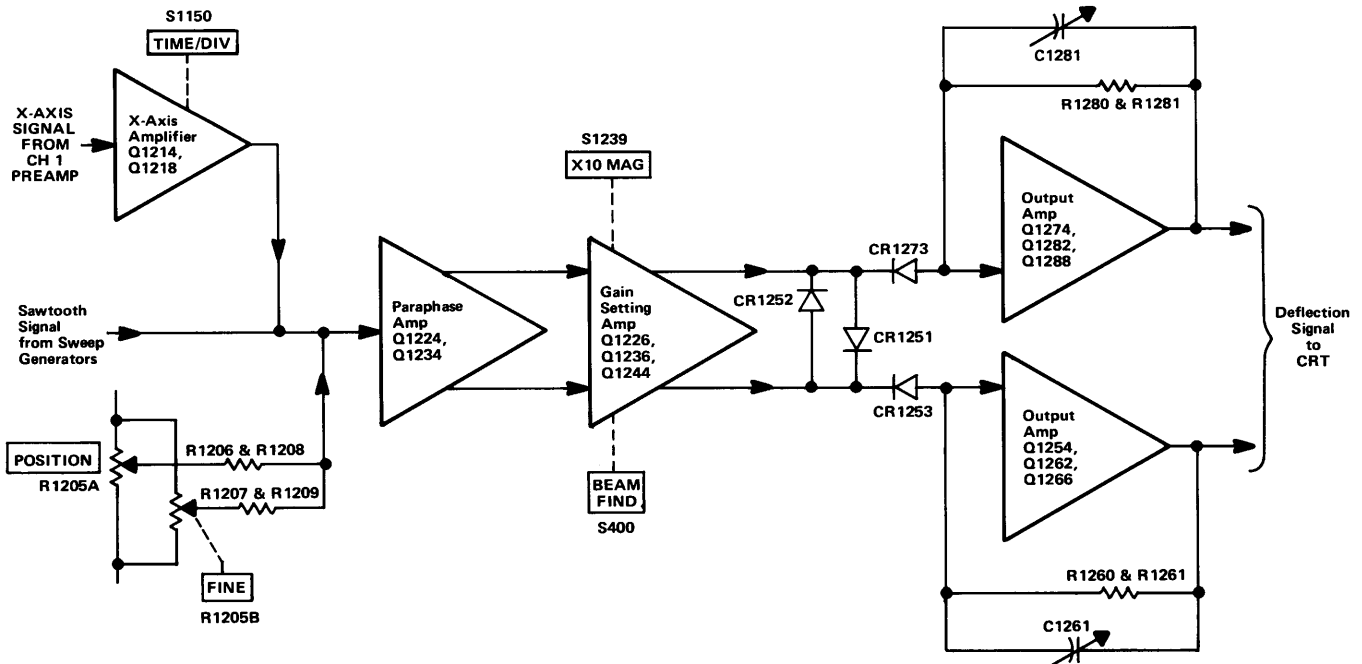 S1150
TIME/DIV
X-AXIS
SIGNAL
FROM
CH 1
PREAMP
X-Axis
Amplifier
Q1214,
Q1218
Sawtooth
Signal
from Sweep
Generators
POSITION
R1205A
R1206 & R1208
R1207 & R1209
FINE
R1205B
Paraphase
Amp
Q1224,
Q1234
S1239
X10 MAG
Gain
Setting
Amp
Q1226,
Q1236,
Q1244
BEAM
FIND
S400
CR1252
CR1251
CR1273
CR1253
C1281
R1280 & R1281
Output
Amp
Q1274,
Q1282,
Q1288
Output
Amp
Q1254,
Q1262,
Q1266
R1260 & R1261
C1261
Deflection
Signal
to
CRT